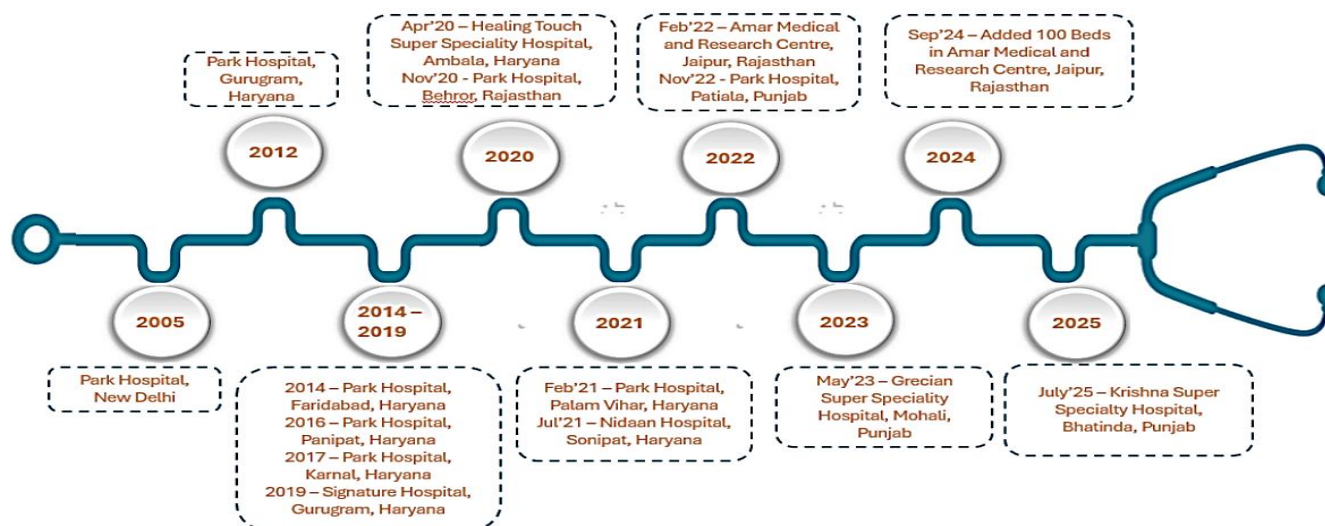 Park Hospital,
New Delhi
2005
Park Hospital,
Gurugram,
Haryana
2012
2014 –
2019
2014 – Park Hospital,
Faridabad, Haryana
2016 – Park Hospital,
Panipat, Haryana
2017 – Park Hospital,
Karnal, Haryana
2019 – Signature Hospital,
Gurugram, Haryana
Apr'20 – Healing Touch
Super Speciality Hospital,
Ambala, Haryana
Nov'20 - Park Hospital,
Behror, Rajasthan
2020
2021
Feb'21 – Park Hospital,
Palam Vihar, Haryana
Jul'21 – Nidaan Hospital,
Sonipat, Haryana
Feb'22 – Amar Medical
and Research Centre,
Jaipur, Rajasthan
Nov'22 - Park Hospital,
Patiala, Punjab
2022
2023
May'23 – Grecian
Super Speciality
Hospital, Mohali,
Punjab
Sep'24 – Added 100 Beds
in Amar Medical and
Research Centre, Jaipur,
Rajasthan
2024
2025
July'25 – Krishna Super
Specialty Hospital,
Bhatinda, Punjab